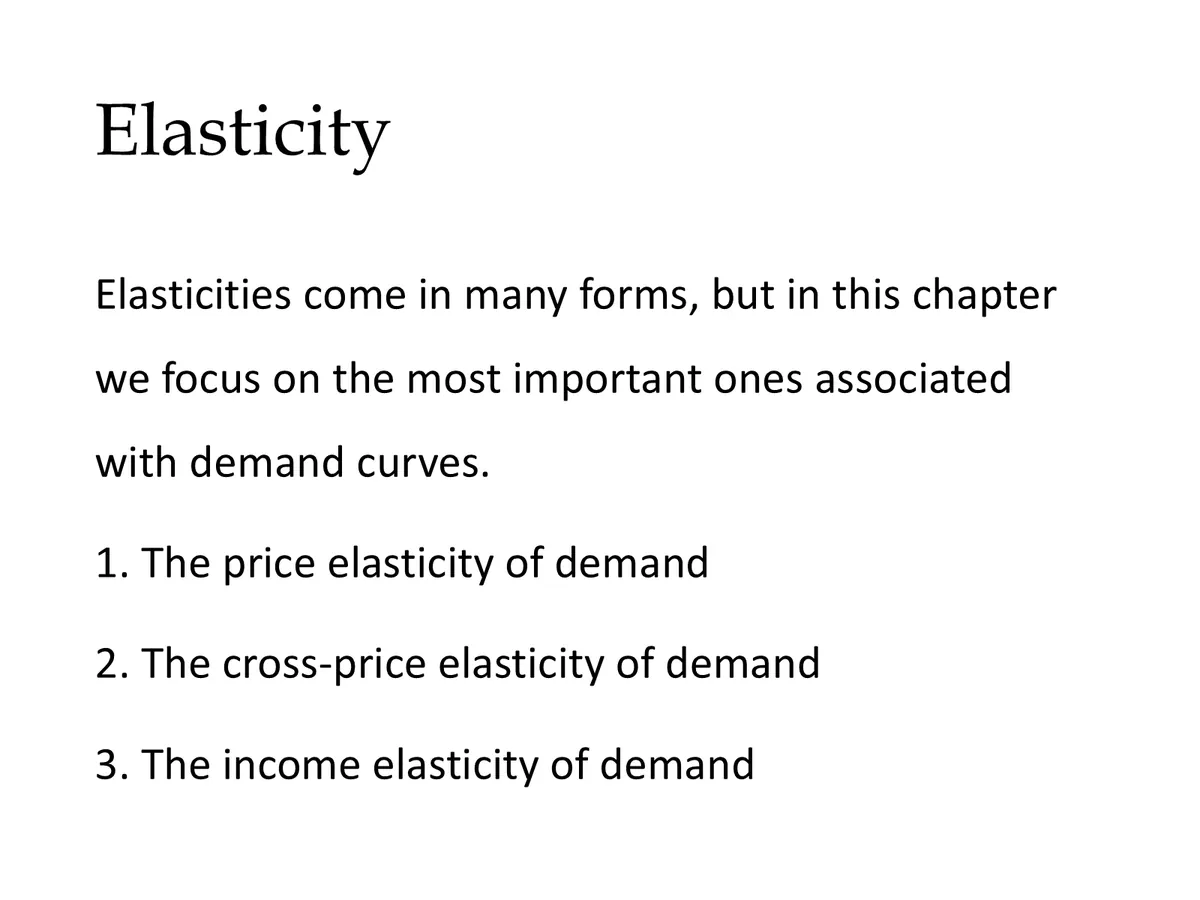 Elasticity
Elasticities come in many forms, but in this chapter
we focus on the most important ones associated
with demand curves.
1. The price elasticity of demand
2. The cross-price elasticity of demand
3. The income elasticity of demand